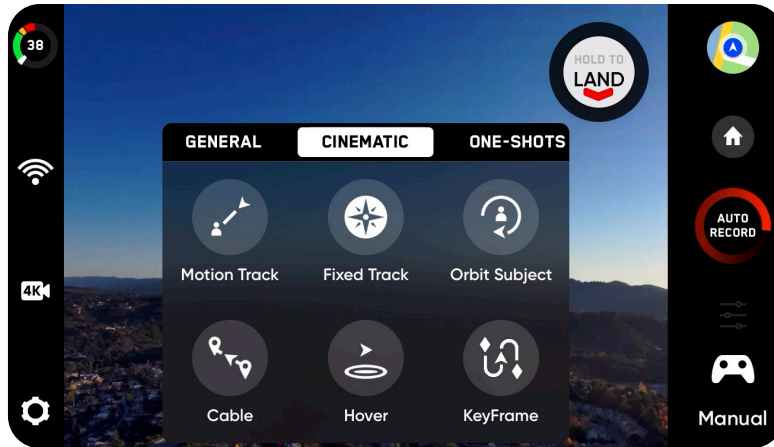 38
HOLD TO
LAND
GENERAL
CINEMATIC
ONE-SHOTS
Motion Track
Fixed Track
Orbit Subject
AUTO
RECORD
4K
Cable
Hover
KeyFrame
Manual